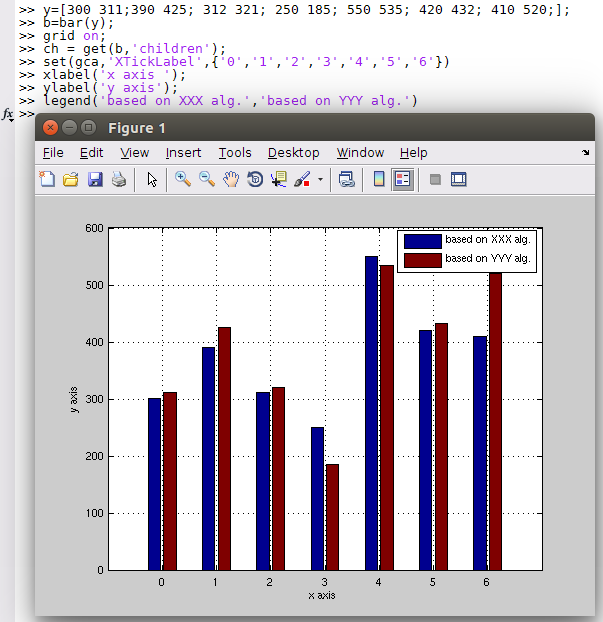 >> y=[300 311;390 425; 312 321; 250 185; 550 535; 420 432; 410 520;];
>> b=bar(y);
>> grid on;
>> ch = get(b,'children');
>> set(gca,'XTickLabel',{'0','1','2','3','4','5','6'})
>> xlabel('x axis ');
>> ylabel('y axis');
>> legend('based on XXX alg.','based on YYY alg.')
fx >>
Figure 1
File Edit View Insert Tools Desktop Window Help
600
500
400
300
200
100
0
y axis
based on XXX alg.
based on YYY alg.
0 1 2 3 4 5 6
x axis